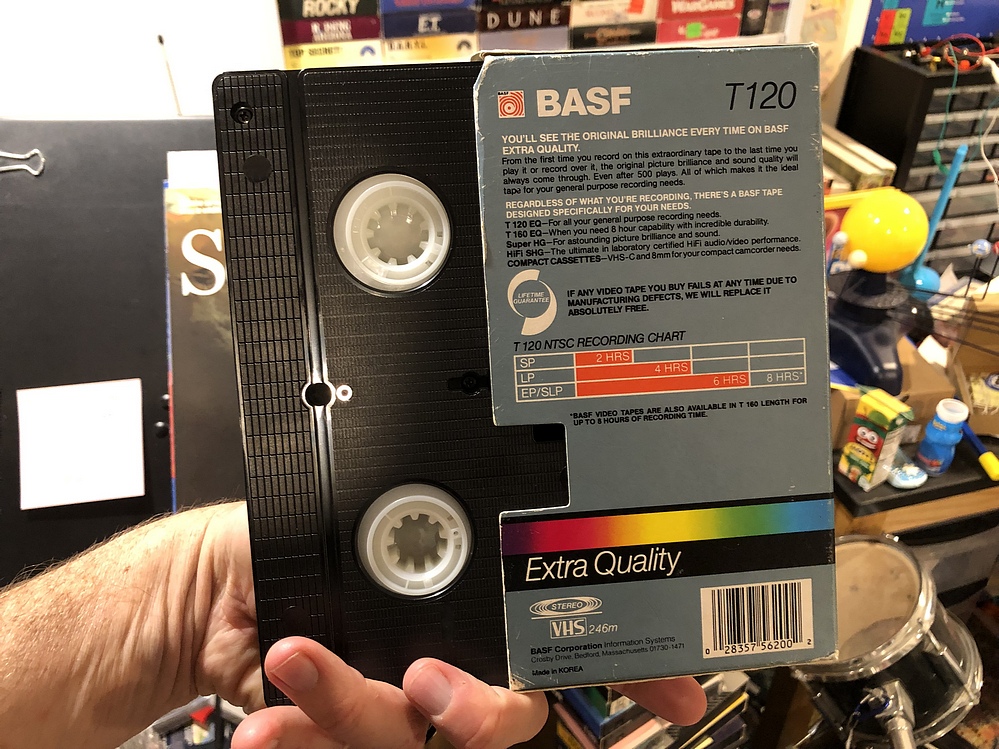 ROCKY
E.T.
DUNE
WARGAMES
TOP SECRET!
S
BASF
BASF
T120
YOU'LL SEE THE ORIGINAL BRILLIANCE EVERY TIME ON BASF
EXTRA QUALITY.
From the first time you record on this extraordinary tape to the last time you
play it or record over it, the original picture brilliance and sound quality will
always come through. Even after 500 plays. All of which makes it the ideal
tape for your general purpose recording needs.
REGARDLESS OF WHAT YOU'RE RECORDING, THERE'S A BASF TAPE
DESIGNED SPECIFICALLY FOR YOUR NEEDS.
T 120 EQ—For all your general purpose recording needs.
T 160 EQ—When you need 8 hour capability with incredible durability.
Super HG—For astounding picture brilliance and sound.
HiFi SHG—The ultimate in laboratory certified HiFi audio/video performance.
COMPACT CASSETTES—VHS-C and 8mm for your compact camcorder needs.
LIFETIME
GUARANTEE
IF ANY VIDEO TAPE YOU BUY FAILS AT ANY TIME DUE TO
MANUFACTURING DEFECTS, WE WILL REPLACE IT
ABSOLUTELY FREE.
T 120 NTSC RECORDING CHART
SP 2 HRS
LP 4 HRS
EP/SLP 6 HRS 8 HRS*
*BASF VIDEO TAPES ARE ALSO AVAILABLE IN T 160 LENGTH FOR
UP TO 8 HOURS OF RECORDING TIME.
Extra Quality
STEREO
VHS 246m
BASF Corporation Information Systems
Crosby Drive, Bedford, Massachusetts 01730-1471
Made in KOREA
0 28357 56200 2